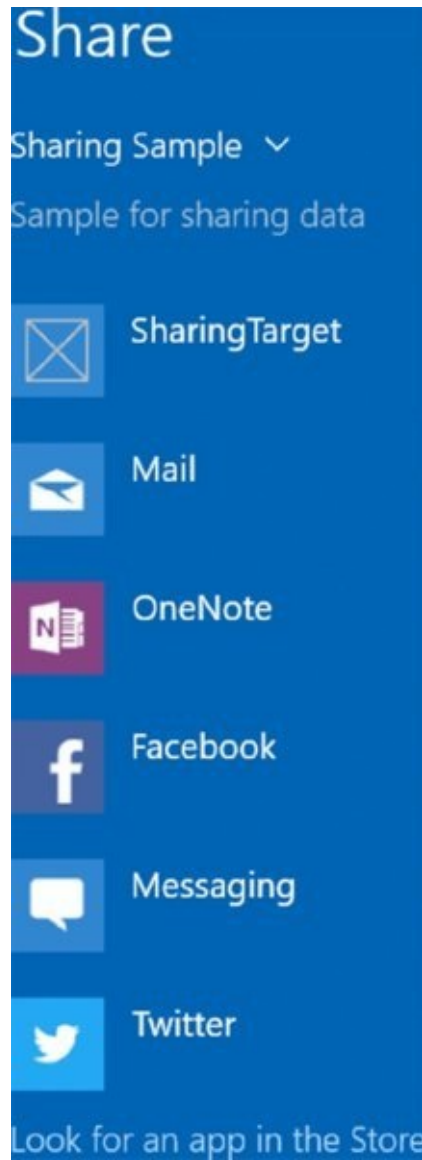 Share
Sharing Sample
Sample for sharing data
SharingTarget
Mail
N
OneNote
f
Facebook
Messaging
Twitter
Look for an app in the Store